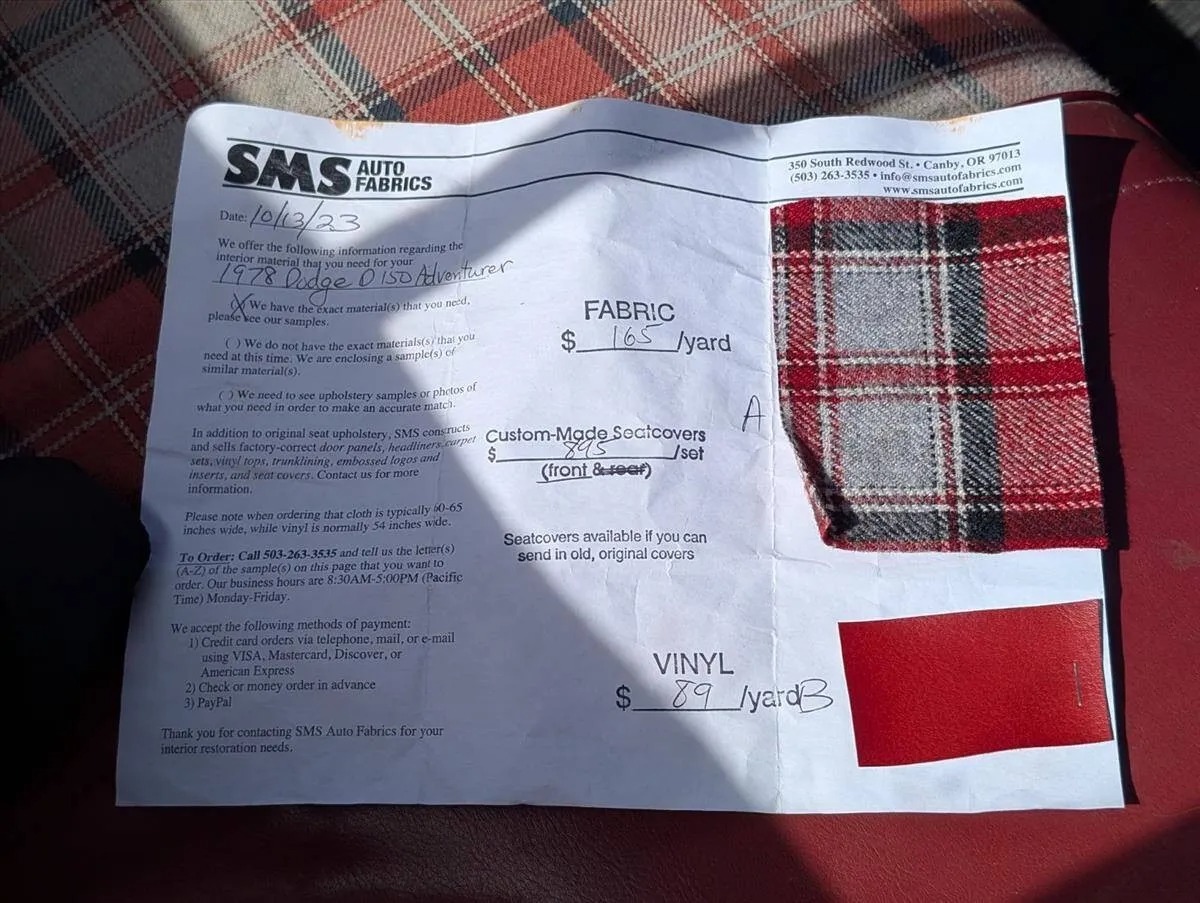 SMS AUTO
FABRICS
350 South Redwood St. • Canby, OR 97013
(503) 263-3535 • info@smsautofabrics.com
www.smsautofabrics.com
Date: 10/13/23
We offer the following information regarding the
interior material that you need for your
1978 Dodge D150 Adventurer
(X) We have the exact material(s) that you need,
please see our samples.
( ) We do not have the exact materials(s) that you
need at this time. We are enclosing a sample(s) of
similar material(s).
( ) We need to see upholstery samples or photos of
what you need in order to make an accurate match.
In addition to original seat upholstery, SMS constructs
and sells factory-correct door panels, headliners, carpet
sets, vinyl tops, trunklining, embossed logos and
inserts, and seat covers. Contact us for more
information.
Please note when ordering that cloth is typically 60-65
inches wide, while vinyl is normally 54 inches wide.
To Order: Call 503-263-3535 and tell us the letter(s)
(A-Z) of the sample(s) on this page that you want to
order. Our business hours are 8:30AM-5:00PM (Pacific
Time) Monday-Friday.
We accept the following methods of payment:
1) Credit card orders via telephone, mail, or e-mail
using VISA, Mastercard, Discover, or
American Express
2) Check or money order in advance
3) PayPal
Thank you for contacting SMS Auto Fabrics for your
interior restoration needs.
FABRIC
$ 165 /yard
A
Custom-Made Seatcovers
$ 895 /set
(front & rear)
Seatcovers available if you can
send in old, original covers
VINYL
$ 89 /yard B